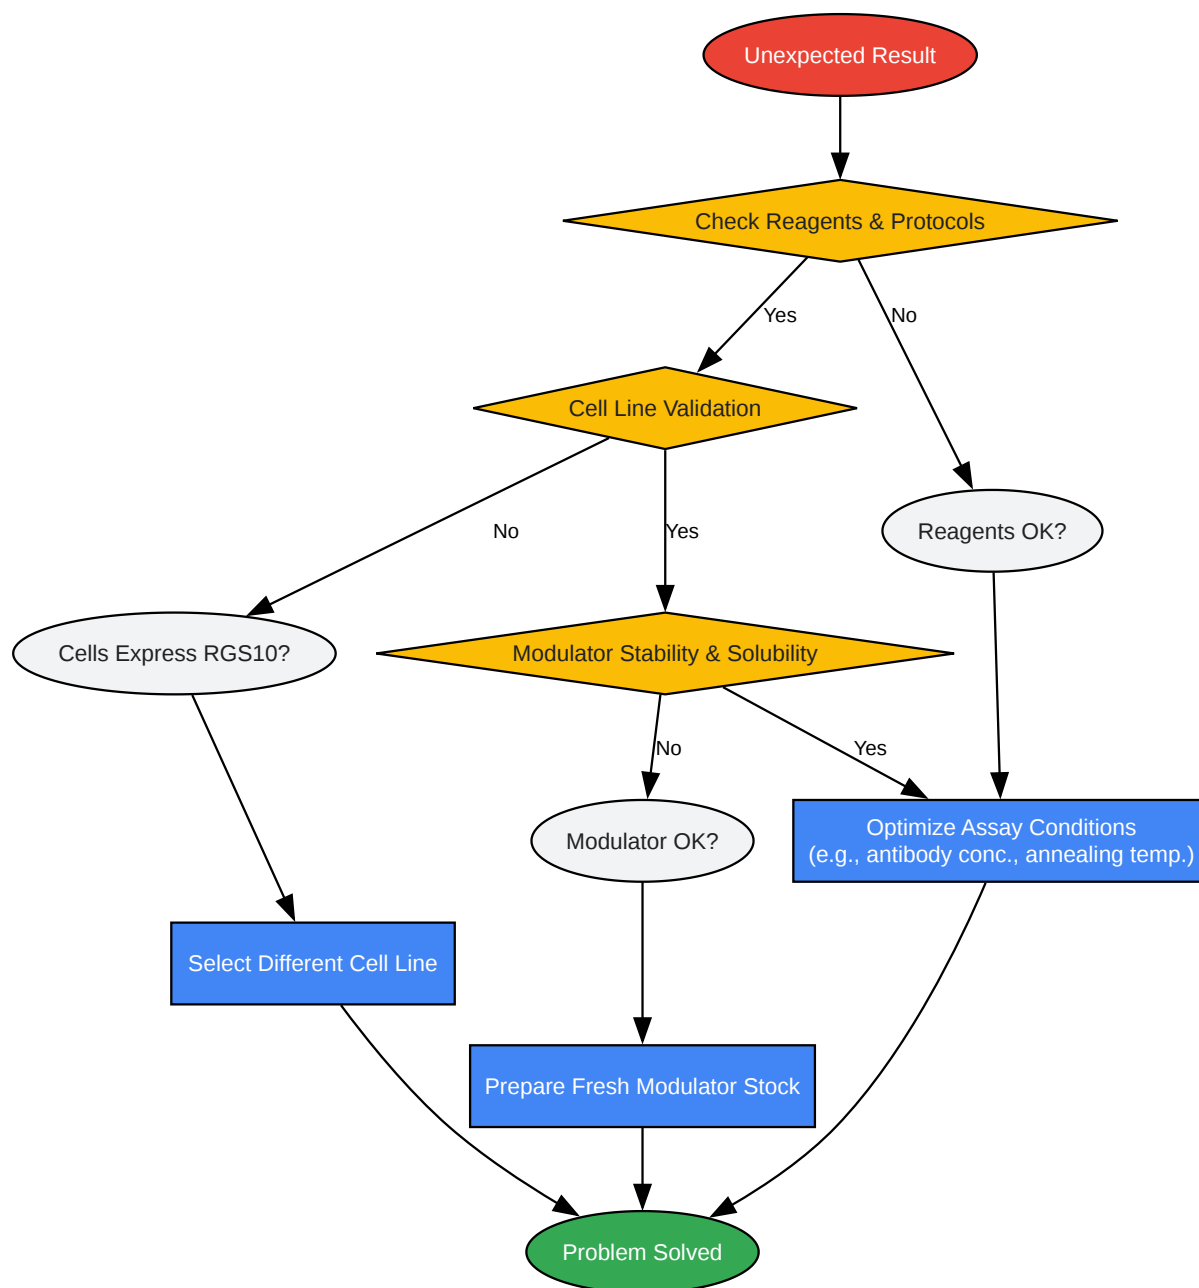 Unexpected Result
Check Reagents & Protocols
Yes
No
Cell Line Validation
No
Yes
Reagents OK?
Cells Express RGS10?
Modulator Stability & Solubility
No
Yes
Modulator OK?
Optimize Assay Conditions
(e.g., antibody conc., annealing temp.)
Select Different Cell Line
Prepare Fresh Modulator Stock
Problem Solved